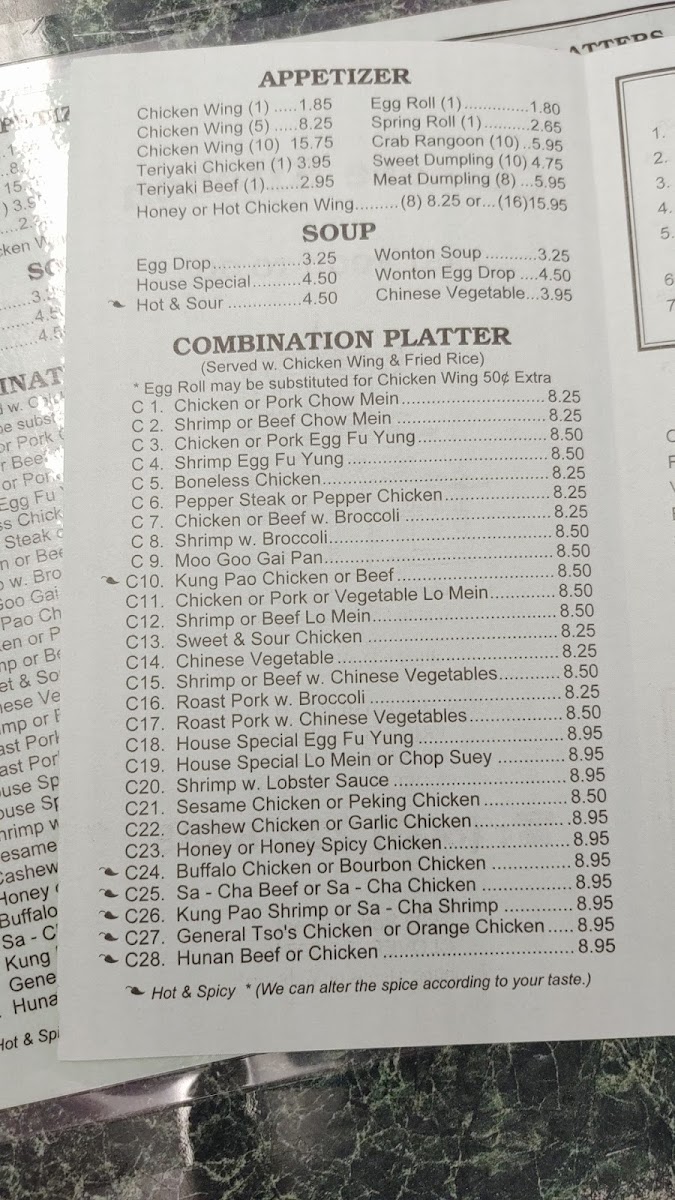 ATTERS
APPETIZER
Chicken Wing (1) .....1.85
Chicken Wing (5) .....8.25
Chicken Wing (10) 15.75
Teriyaki Chicken (1) 3.95
Teriyaki Beef (1).......2.95
Egg Roll (1).............1.80
Spring Roll (1)..........2.65
Crab Rangoon (10) ..5.95
Sweet Dumpling (10) 4.75
Meat Dumpling (8) ...5.95
Honey or Hot Chicken Wing.........(8) 8.25 or...(16)15.95
SOUP
Egg Drop..................3.25
House Special..........4.50
Hot & Sour ...............4.50
Wonton Soup ...........3.25
Wonton Egg Drop ....4.50
Chinese Vegetable...3.95
COMBINATION PLATTER
(Served w. Chicken Wing & Fried Rice)
* Egg Roll may be substituted for Chicken Wing 50¢ Extra
C 1. Chicken or Pork Chow Mein..........................8.25
C 2. Shrimp or Beef Chow Mein ...........................8.25
C 3. Chicken or Pork Egg Fu Yung.......................8.50
C 4. Shrimp Egg Fu Yung ....................................8.50
C 5. Boneless Chicken.........................................8.25
C 6. Pepper Steak or Pepper Chicken...................8.25
C 7. Chicken or Beef w. Broccoli ..........................8.25
C 8. Shrimp w. Broccoli........................................8.50
C 9. Moo Goo Gai Pan.........................................8.50
C10. Kung Pao Chicken or Beef ...........................8.50
C11. Chicken or Pork or Vegetable Lo Mein...........8.50
C12. Shrimp or Beef Lo Mein................................8.50
C13. Sweet & Sour Chicken .................................8.25
C14. Chinese Vegetable.......................................8.25
C15. Shrimp or Beef w. Chinese Vegetables..........8.50
C16. Roast Pork w. Broccoli .................................8.25
C17. Roast Pork w. Chinese Vegetables................8.50
C18. House Special Egg Fu Yung .........................8.95
C19. House Special Lo Mein or Chop Suey ...........8.95
C20. Shrimp w. Lobster Sauce .............................8.95
C21. Sesame Chicken or Peking Chicken ..............8.50
C22. Cashew Chicken or Garlic Chicken................8.95
C23. Honey or Honey Spicy Chicken.....................8.95
C24. Buffalo Chicken or Bourbon Chicken .............8.95
C25. Sa - Cha Beef or Sa - Cha Chicken ...............8.95
C26. Kung Pao Shrimp or Sa - Cha Shrimp ...........8.95
C27. General Tso's Chicken or Orange Chicken.....8.95
C28. Hunan Beef or Chicken ................................8.95
Hot & Spicy * (We can alter the spice according to your taste.)
1.
2.
3.
4.
5.
6
7